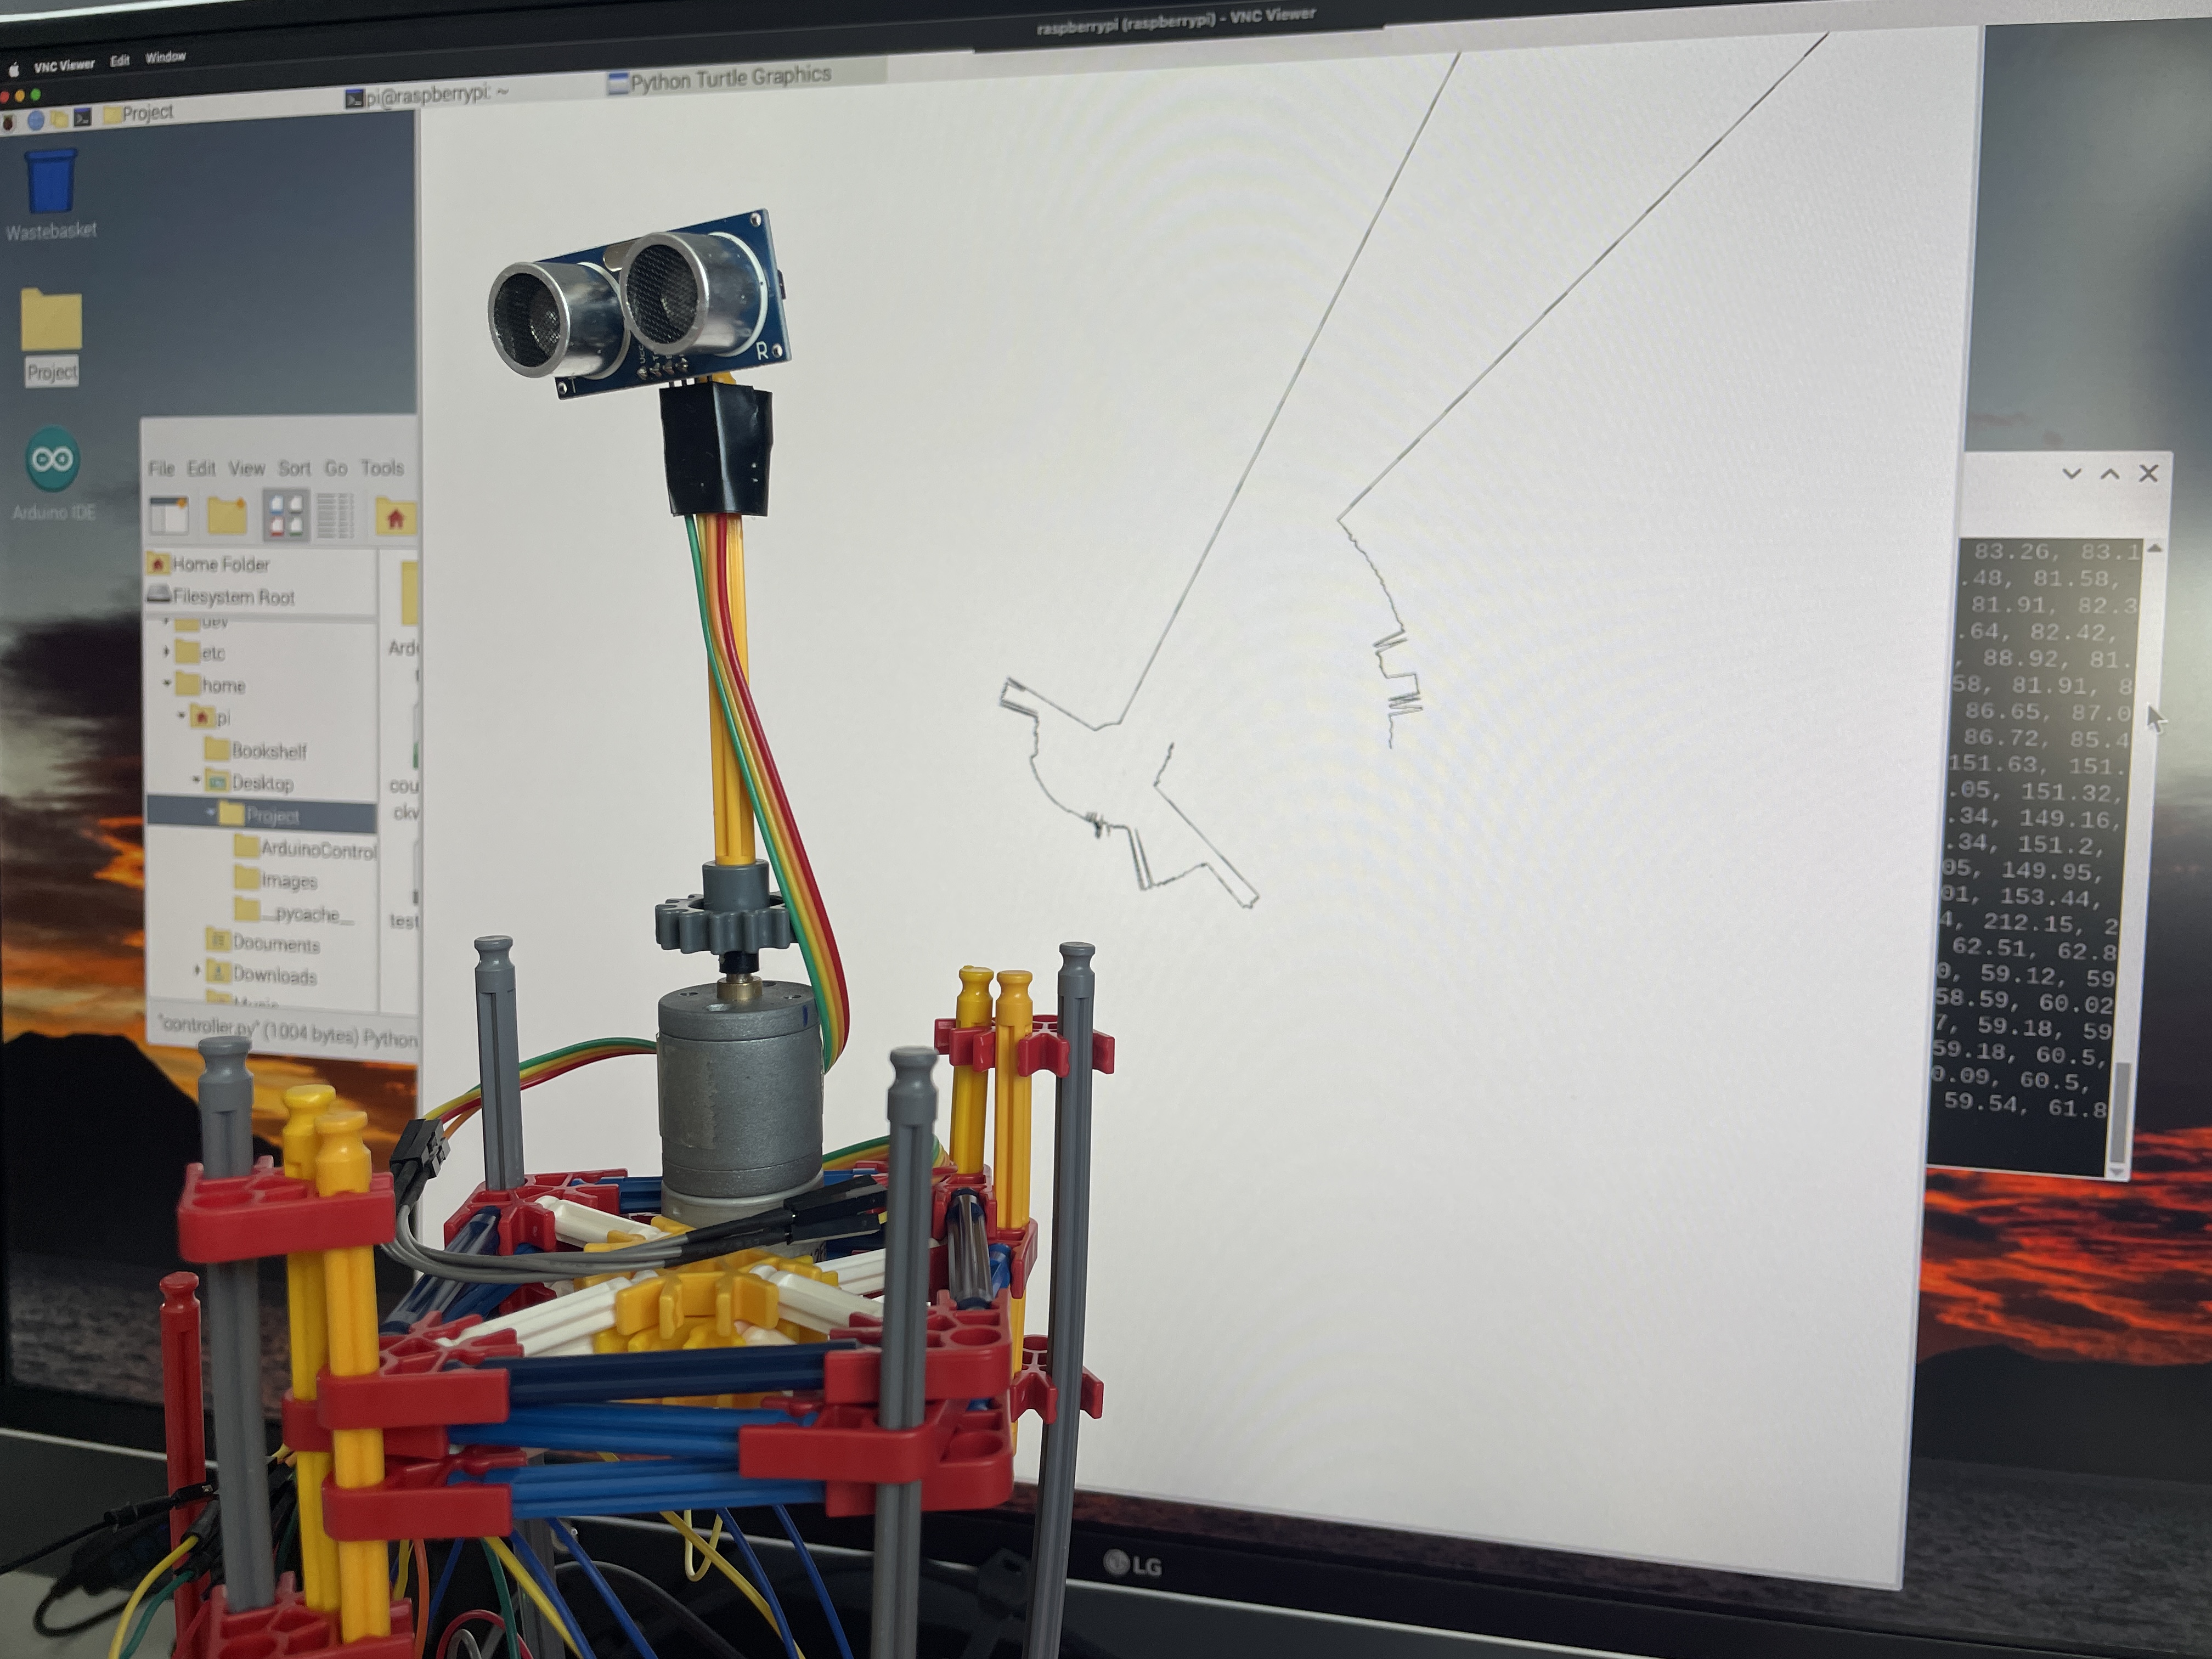 raspberrypi (raspberrypi) - VNC Viewer
VNC Viewer Edit Window
Project
pi@raspberrypi: ~
Python Turtle Graphics
Wastebasket
Project
Arduino IDE
File Edit View Sort Go Tools
Home Folder
Filesystem Root
dev
etc
home
pi
Bookshelf
Desktop
Project
ArduinoControl
Images
__pycache__
Documents
Downloads
Music
"controller.py" (1004 bytes) Python
Ard
cou
ckv
test
T
R
83.26, 83.1
.48, 81.58,
81.91, 82.3
.64, 82.42,
, 88.92, 81.
58, 81.91, 8
86.65, 87.0
86.72, 85.4
151.63, 151.
.05, 151.32,
.34, 149.16,
.34, 151.2,
05, 149.95,
01, 153.44,
4, 212.15, 2
62.51, 62.8
0, 59.12, 59
58.59, 60.02
7, 59.18, 59
59.18, 60.5,
0.09, 60.5,
59.54, 61.8
LG